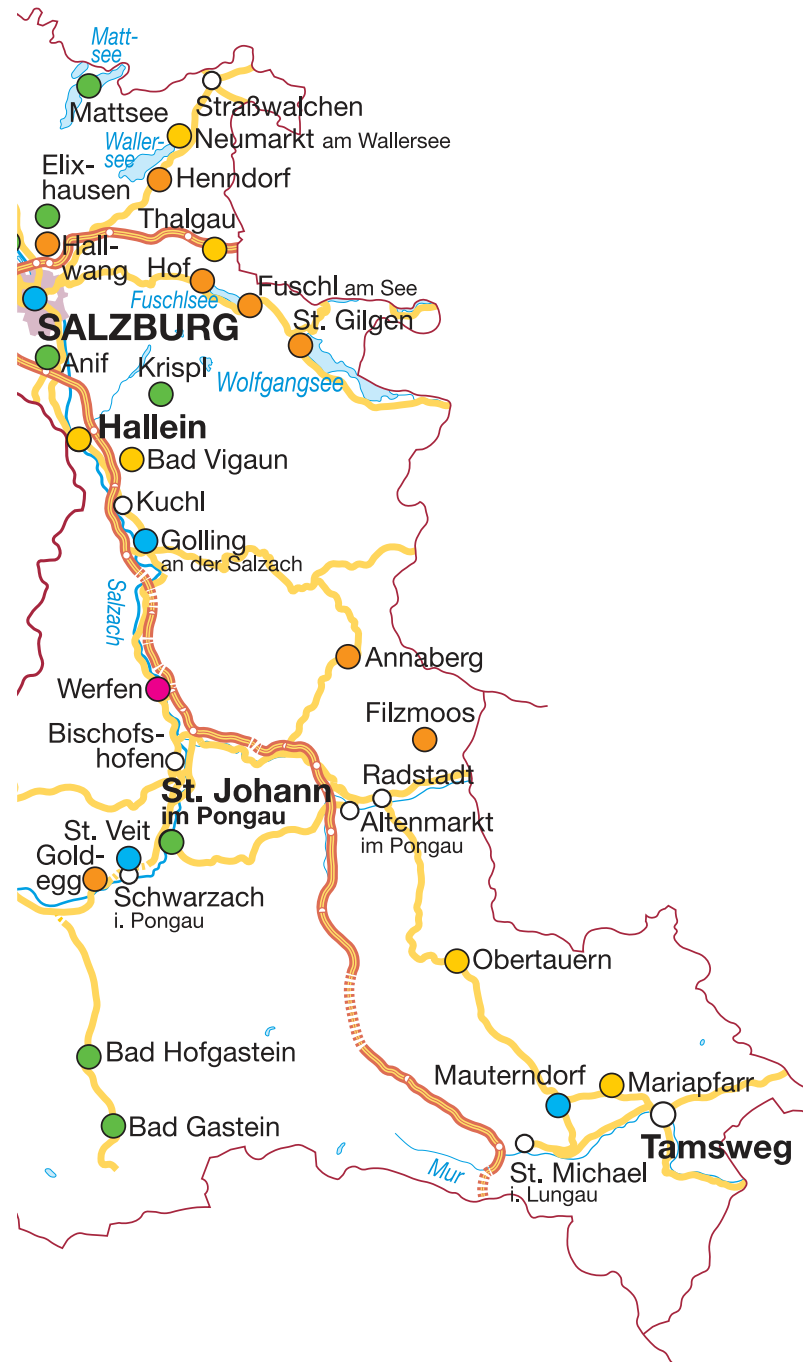 Matt-
see
Mattsee
Straßwalchen
Waller-
see
Neumarkt am Wallersee
Elix-
hausen
Henndorf
Thalgau
Hall-
wang
Hof
Fuschl am See
Fuschlsee
SALZBURG
St. Gilgen
Anif
Krispl
Wolfgangsee
Hallein
Bad Vigaun
Kuchl
Golling
an der Salzach
Salzach
Annaberg
Werfen
Filzmoos
Bischofs-
hofen
Radstadt
St. Johann
im Pongau
Altenmarkt
im Pongau
St. Veit
Gold-
egg
Schwarzach
i. Pongau
Obertauern
Bad Hofgastein
Mauterndorf
Mariapfarr
Bad Gastein
Tamsweg
Mur
St. Michael
i. Lungau